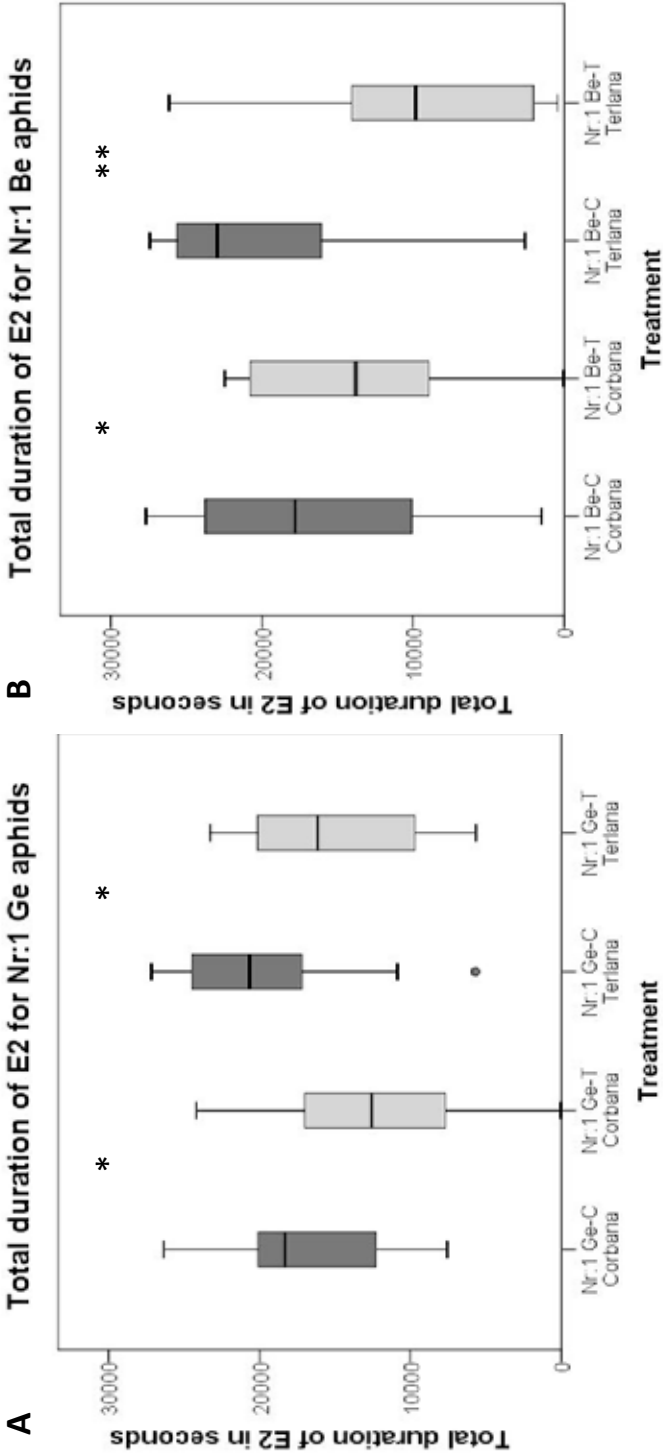 A
Total duration of E2 for Nr:1 Ge aphids
Total duration of E2 in seconds
30000
20000
10000
0
*
*
Nr:1 Ge-C
Corbana
Nr:1 Ge-T
Corbana
Nr:1 Ge-C
Terlana
Nr:1 Ge-T
Terlana
Treatment
B
Total duration of E2 for Nr:1 Be aphids
Total duration of E2 in seconds
30000
20000
10000
0
*
**
Nr:1 Be-C
Corbana
Nr:1 Be-T
Corbana
Nr:1 Be-C
Terlana
Nr:1 Be-T
Terlana
Treatment